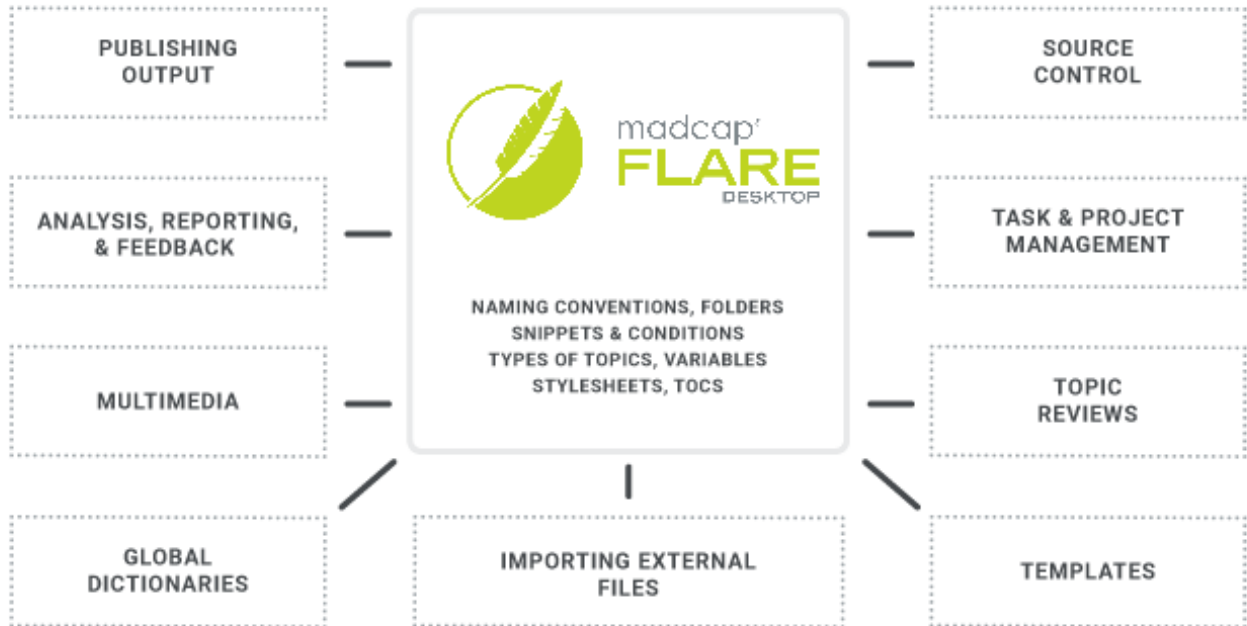 PUBLISHING
OUTPUT
ANALYSIS, REPORTING,
& FEEDBACK
MULTIMEDIA
GLOBAL
DICTIONARIES
madcap
FLARE
DESKTOP
NAMING CONVENTIONS, FOLDERS
SNIPPETS & CONDITIONS
TYPES OF TOPICS, VARIABLES
STYLESHEETS, TOCS
IMPORTING EXTERNAL
FILES
SOURCE
CONTROL
TASK & PROJECT
MANAGEMENT
TOPIC
REVIEWS
TEMPLATES